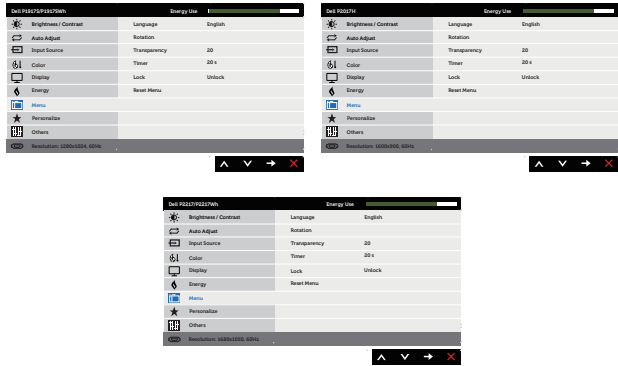 Dell P1917S/P1917SWh Energy Use
Brightness / Contrast Language English
Auto Adjust Rotation
Input Source Transparency 20
Color Timer 20 s
Display Lock Unlock
Energy Reset Menu
Menu
Personalize
Others
Resolution: 1280x1024, 60Hz
Dell P2017H Energy Use
Brightness / Contrast Language English
Auto Adjust Rotation
Input Source Transparency 20
Color Timer 20 s
Display Lock Unlock
Energy Reset Menu
Menu
Personalize
Others
Resolution: 1600x900, 60Hz
Dell P2217/P2217Wh Energy Use
Brightness / Contrast Language English
Auto Adjust Rotation
Input Source Transparency 20
Color Timer 20 s
Display Lock Unlock
Energy Reset Menu
Menu
Personalize
Others
Resolution: 1680x1050, 60Hz